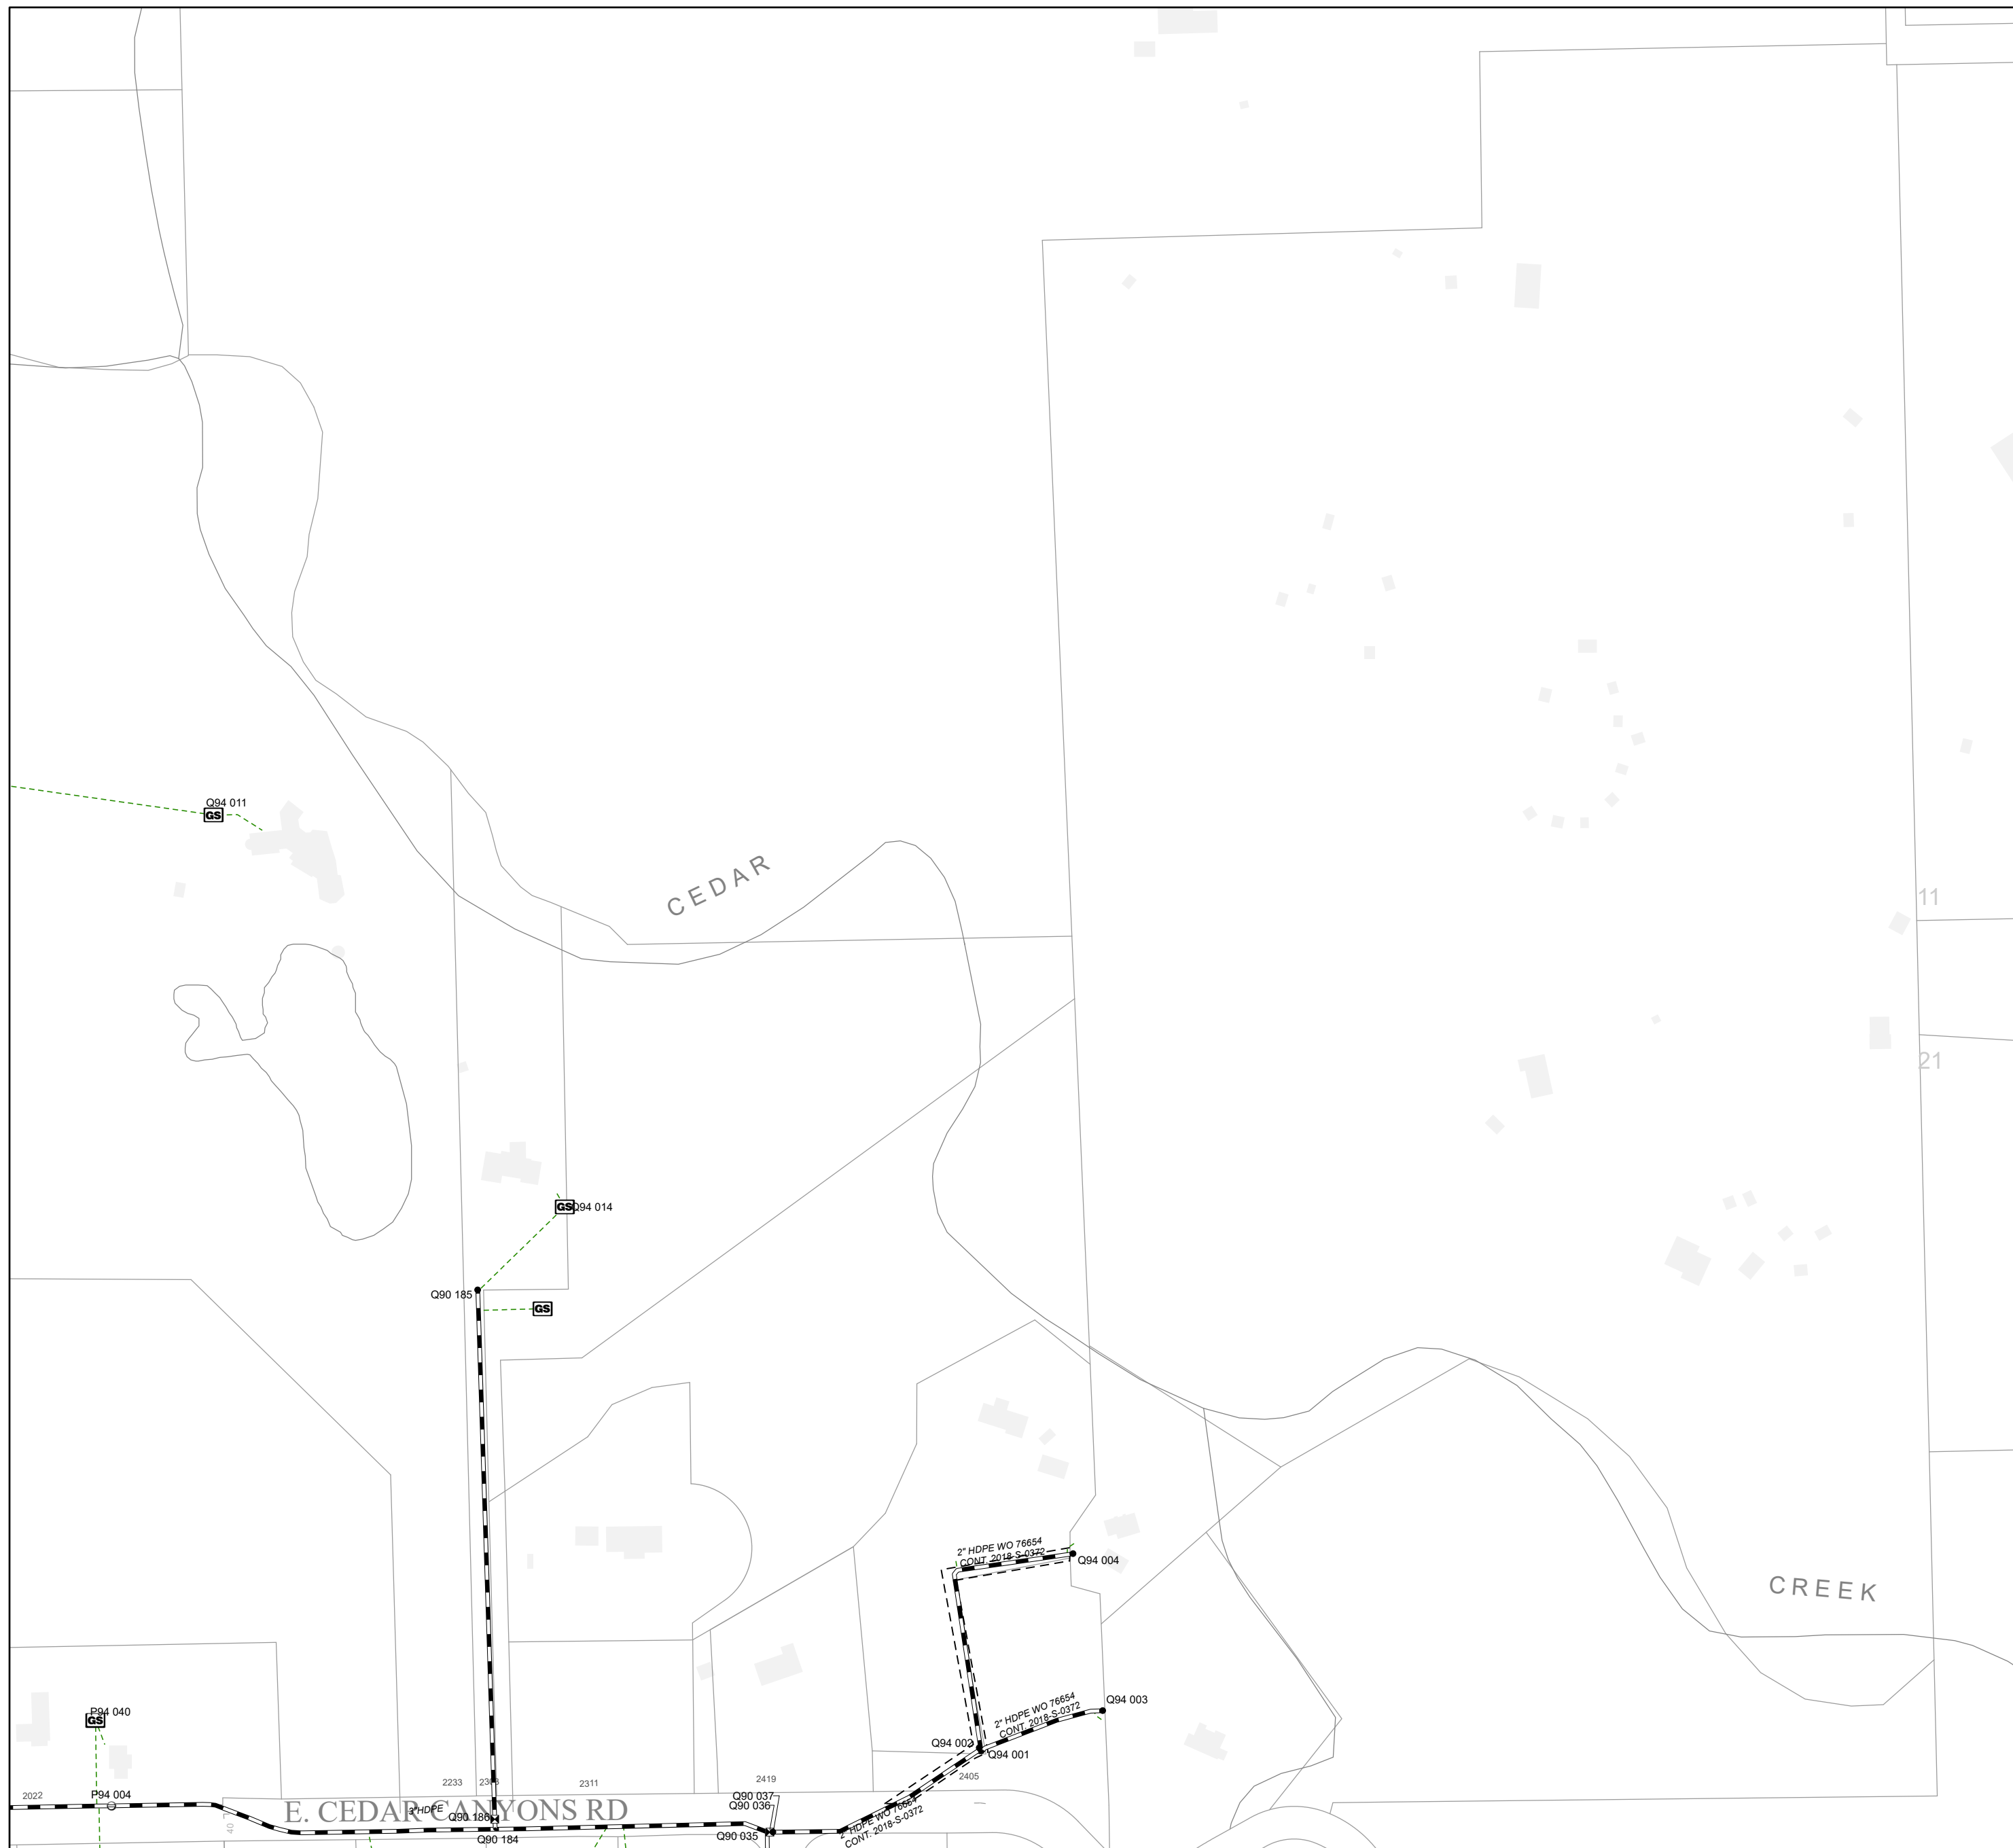 Q94 011
GS
CEDAR
11
21
GS
Q94 014
Q90 185
GS
2" HDPE WO 76654
CONT. 2018-S-0372
Q94 004
CREEK
P94 040
GS
2" HDPE WO 76654
CONT. 2018-S-0372
Q94 003
Q94 002
Q94 001
2233
2311
2419
2405
2022
P94 004
E. CEDAR CANYONS RD
3"HDPE
Q90 186
Q90 184
Q90 037
Q90 036
Q90 035
2" HDPE WO 76654
CONT. 2018-S-0372
40